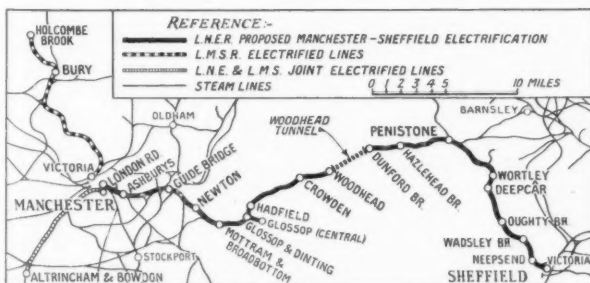 REFERENCE:-
L.N.E.R. PROPOSED MANCHESTER-SHEFFIELD ELECTRIFICATION
L.M.S.R. ELECTRIFIED LINES
L.N.E. & L.M.S. JOINT ELECTRIFIED LINES
STEAM LINES
0 1 2 3 4 5 10 MILES
HOLCOMBE
BROOK
BURY
OLDHAM
VICTORIA
LONDON RD
ASHBURYS
GUIDE BRIDGE
MANCHESTER
NEWTON
STOCKPORT
ALTRINCHAM & BOWDON
MOTTRAM &
BROADBOTTOM
GLOSSOP & DINTING
GLOSSOP (CENTRAL)
HADFIELD
CROWDEN
WOODHEAD
WOODHEAD
TUNNEL
DUNFORD BR.
HAZLEHEAD BR.
PENISTONE
BARNSLEY
WORTLEY
DEEPCAR
OUGHTY BR.
WADSLEY BR.
NEEPSEND
VICTORIA
SHEFFIELD